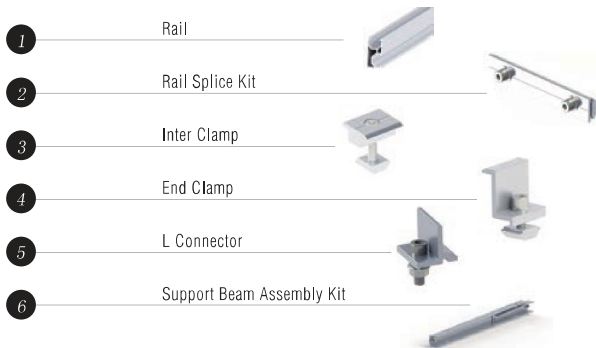 1 Rail
2 Rail Splice Kit
3 Inter Clamp
4 End Clamp
5 L Connector
6 Support Beam Assembly Kit